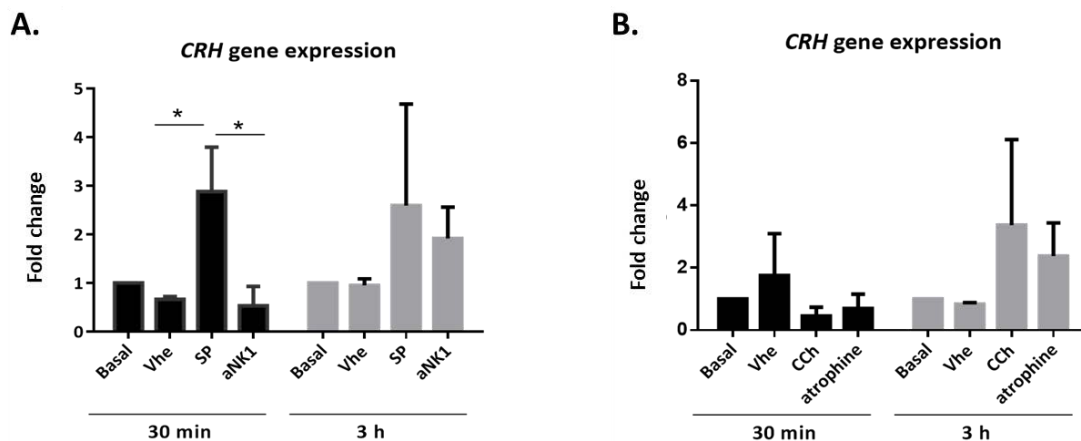 A.
CRH gene expression
Fold change
5
4
3
2
1
0
*
*
Basal
Vhe
SP
aNK1
Basal
Vhe
SP
aNK1
30 min
3 h
B.
CRH gene expression
Fold change
8
6
4
2
0
Basal
Vhe
CCh
atrophine
Basal
Vhe
CCh
atrophine
30 min
3 h